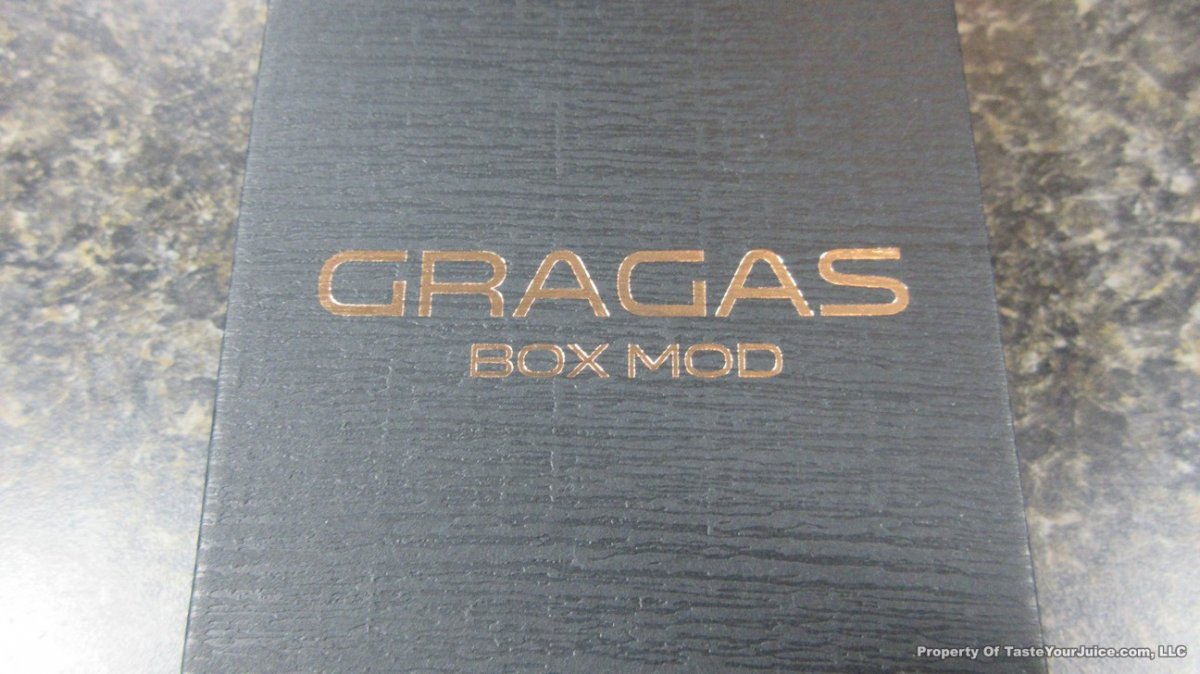 GRAGAS
BOX MOD
Property Of TasteYourJuice.com, LLC